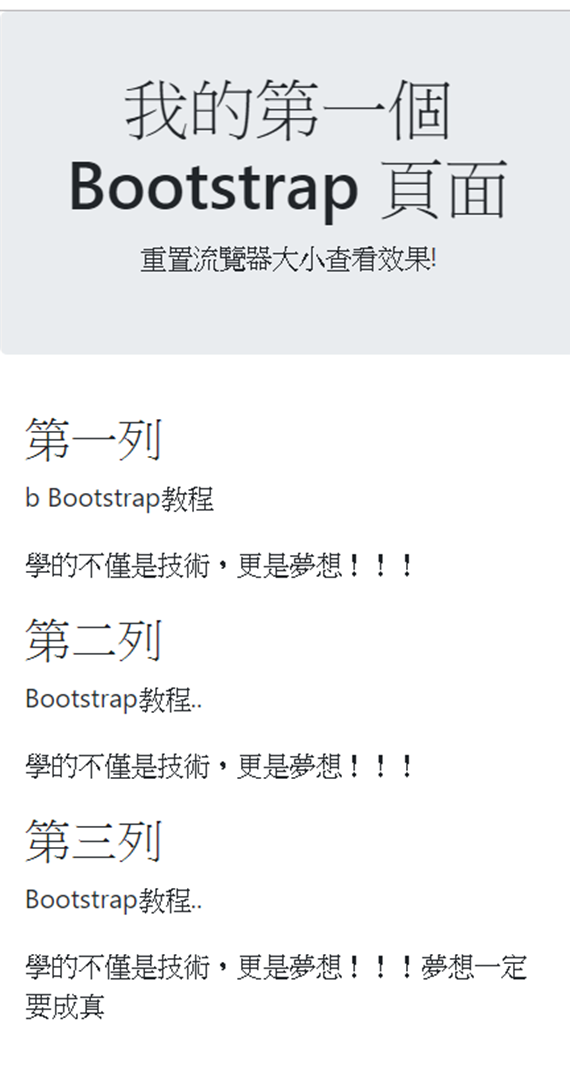 我的第一個
Bootstrap 頁面
重置流覽器大小查看效果!
第一列
b Bootstrap教程
學的不僅是技術，更是夢想！！！
第二列
Bootstrap教程..
學的不僅是技術，更是夢想！！！
第三列
Bootstrap教程..
學的不僅是技術，更是夢想！！！夢想一定
要成真